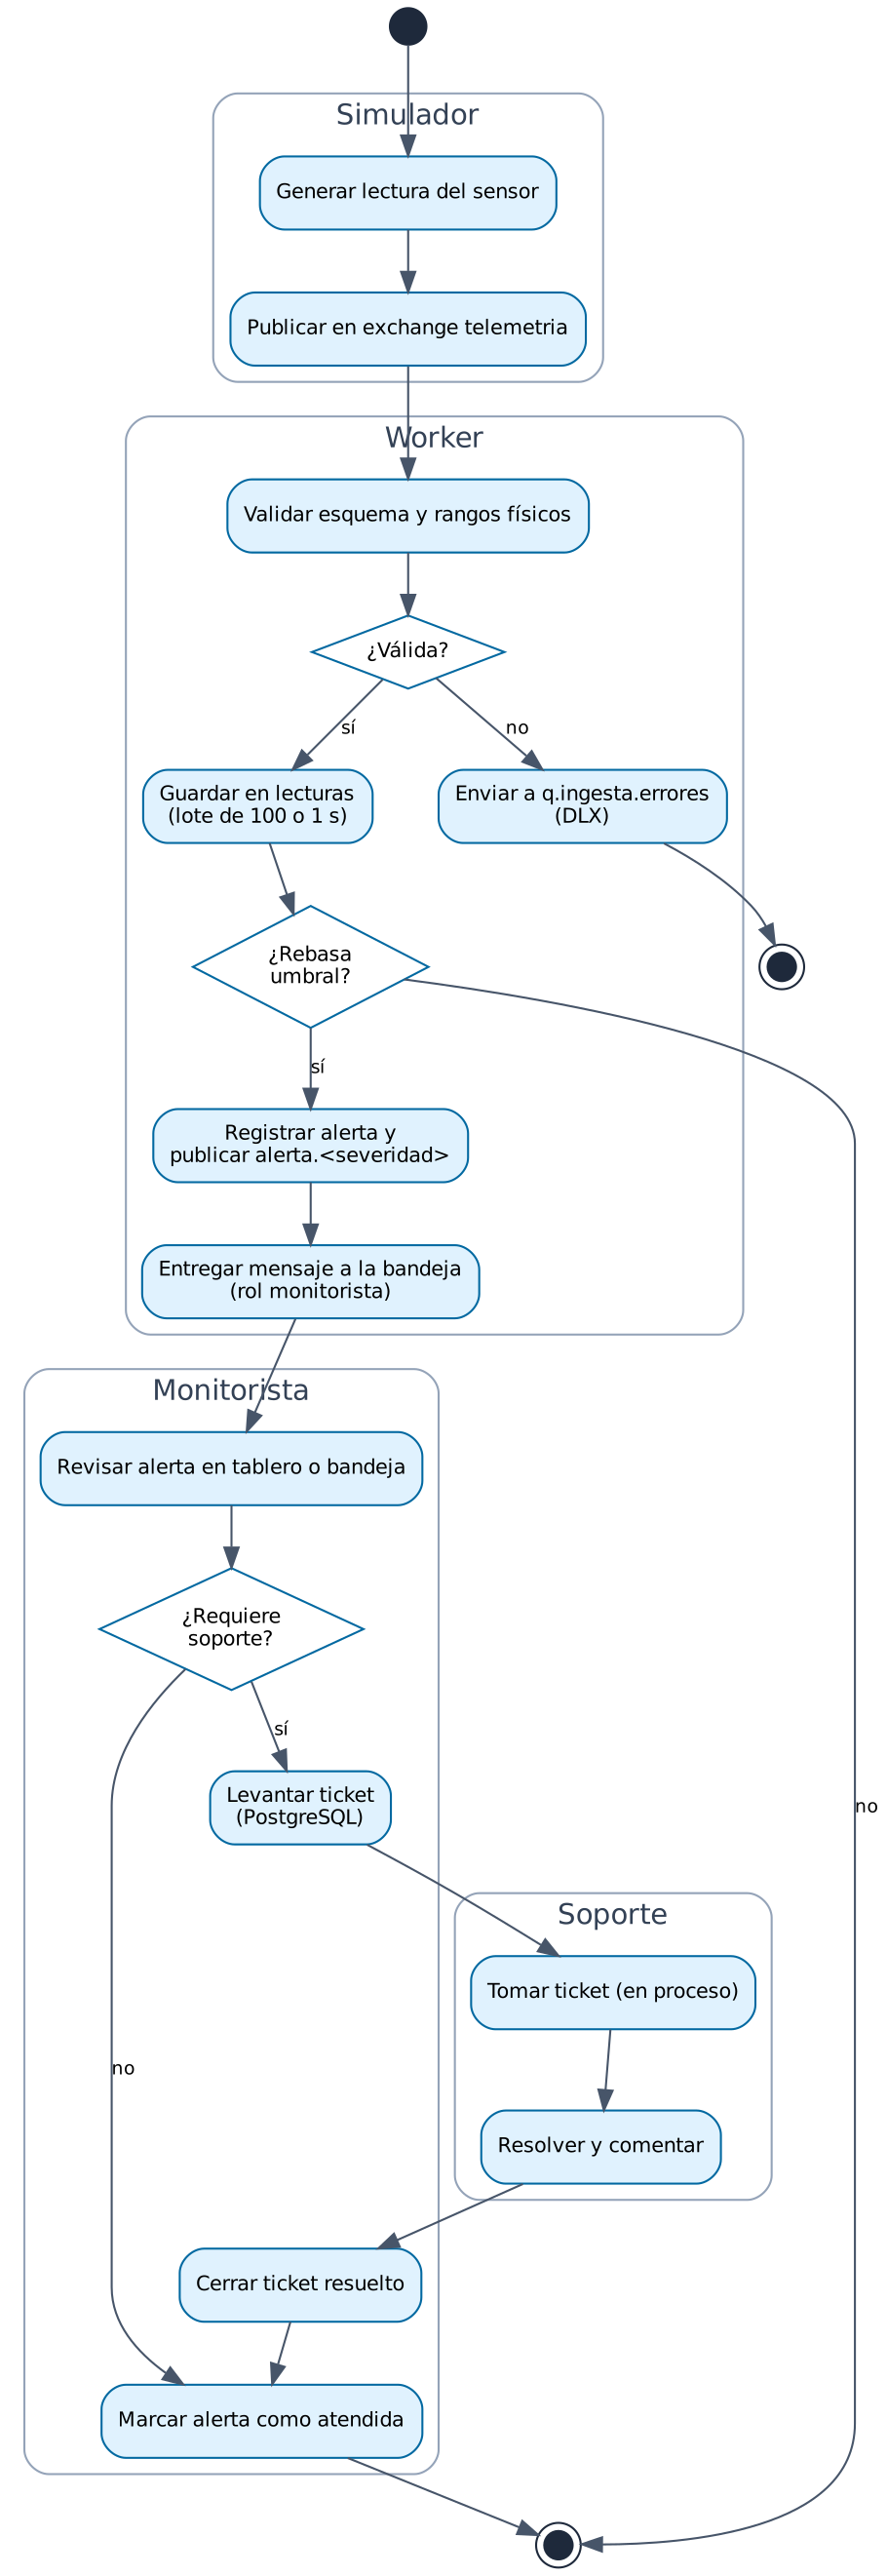 Simulador
Generar lectura del sensor
Publicar en exchange telemetria
Worker
Validar esquema y rangos físicos
¿Válida?
sí
no
Guardar en lecturas
(lote de 100 o 1 s)
Enviar a q.ingesta.errores
(DLX)
¿Rebasa
umbral?
sí
Registrar alerta y
publicar alerta.<severidad>
Entregar mensaje a la bandeja
(rol monitorista)
Monitorista
Revisar alerta en tablero o bandeja
¿Requiere
soporte?
sí
Levantar ticket
(PostgreSQL)
no
Soporte
Tomar ticket (en proceso)
no
Resolver y comentar
Cerrar ticket resuelto
Marcar alerta como atendida